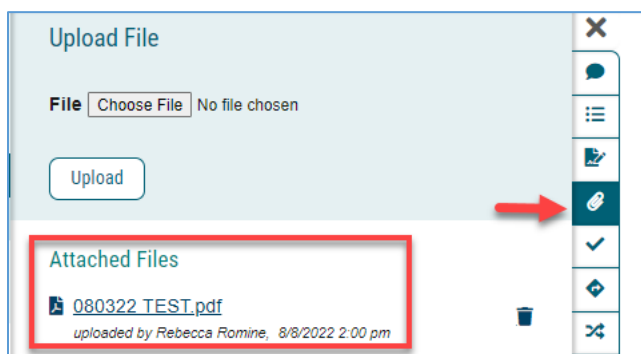 Upload File
File Choose File No file chosen
Upload
Attached Files
080322 TEST.pdf
uploaded by Rebecca Romine, 8/8/2022 2:00 pm